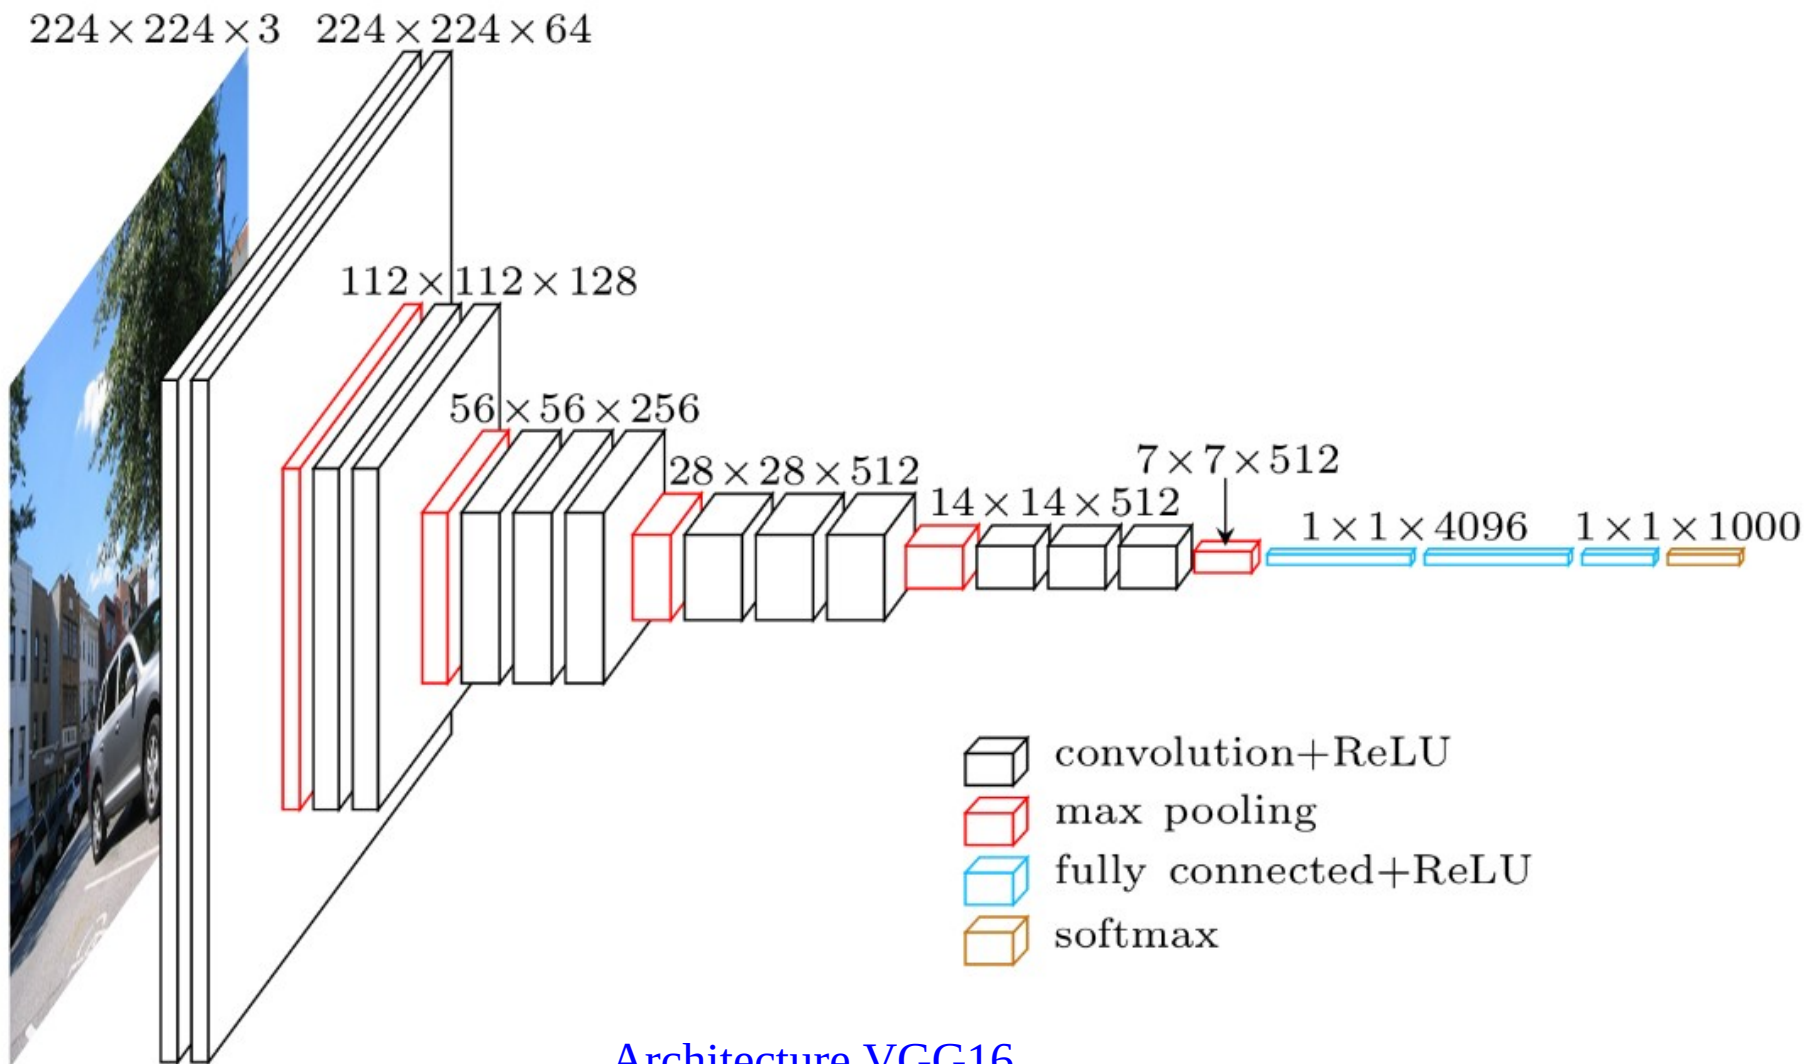 224×224×3
224×224×64
112×112×128
56×56×256
28×28×512
14×14×512
7×7×512
1×1×4096
1×1×1000
convolution+ReLU
max pooling
fully connected+ReLU
softmax
Architecture VGG16